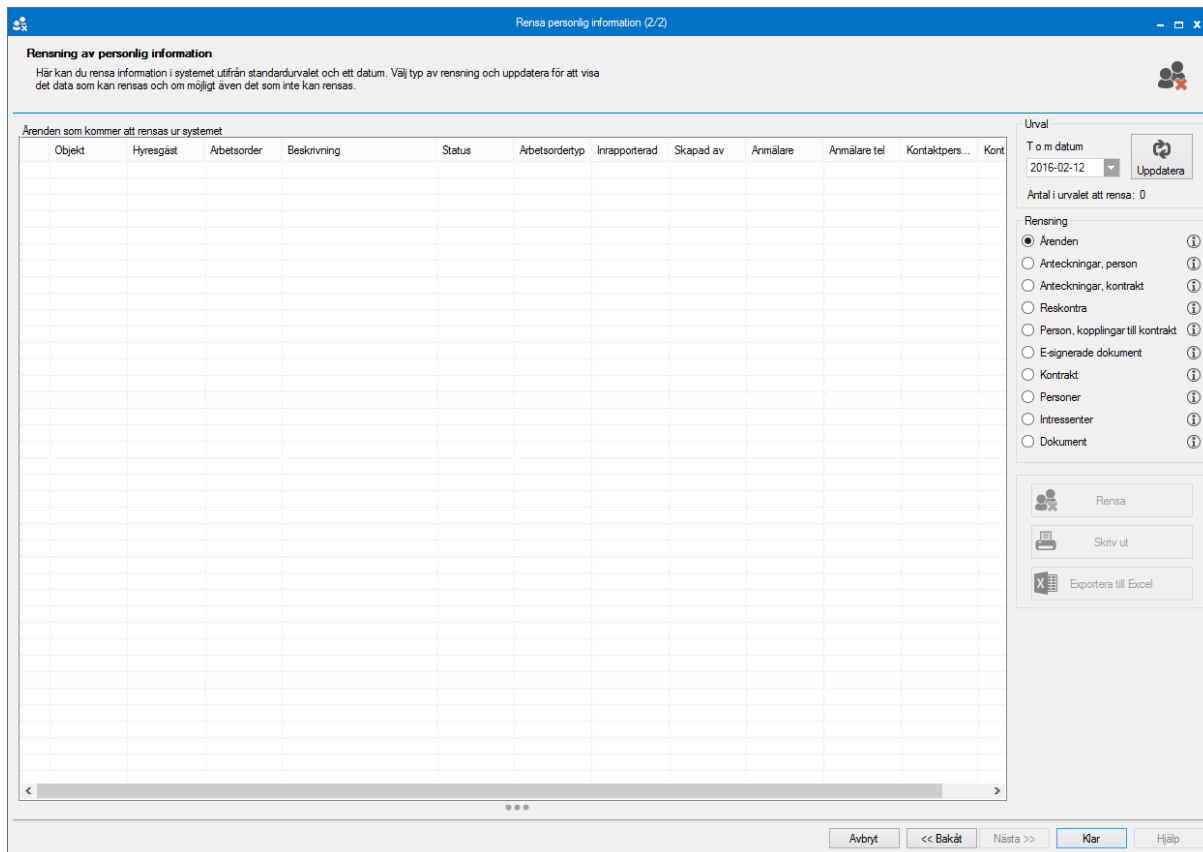 Rensa personlig information (2/2)
Rensning av personlig information
Här kan du rensa information i systemet utifrån standardurvalet och ett datum. Välj typ av rensning och uppdatera för att visa
det data som kan rensas och om möjligt även det som inte kan rensas.
Ärenden som kommer att rensas ur systemet
Objekt Hyresgäst Arbetsorder Beskrivning Status Arbetsordertyp Inrapporterad Skapad av Anmälare Anmälare tel Kontaktpers... Kont
Urval
T o m datum
2016-02-12
Uppdatera
Antal i urvalet att rensa: 0
Rensning
Ärenden
Anteckningar, person
Anteckningar, kontrakt
Reskontra
Person, kopplingar till kontrakt
E-signerade dokument
Kontrakt
Personer
Intressenter
Dokument
Rensa
Skriv ut
Exportera till Excel
Avbryt << Bakåt Nästa >> Klar Hjälp